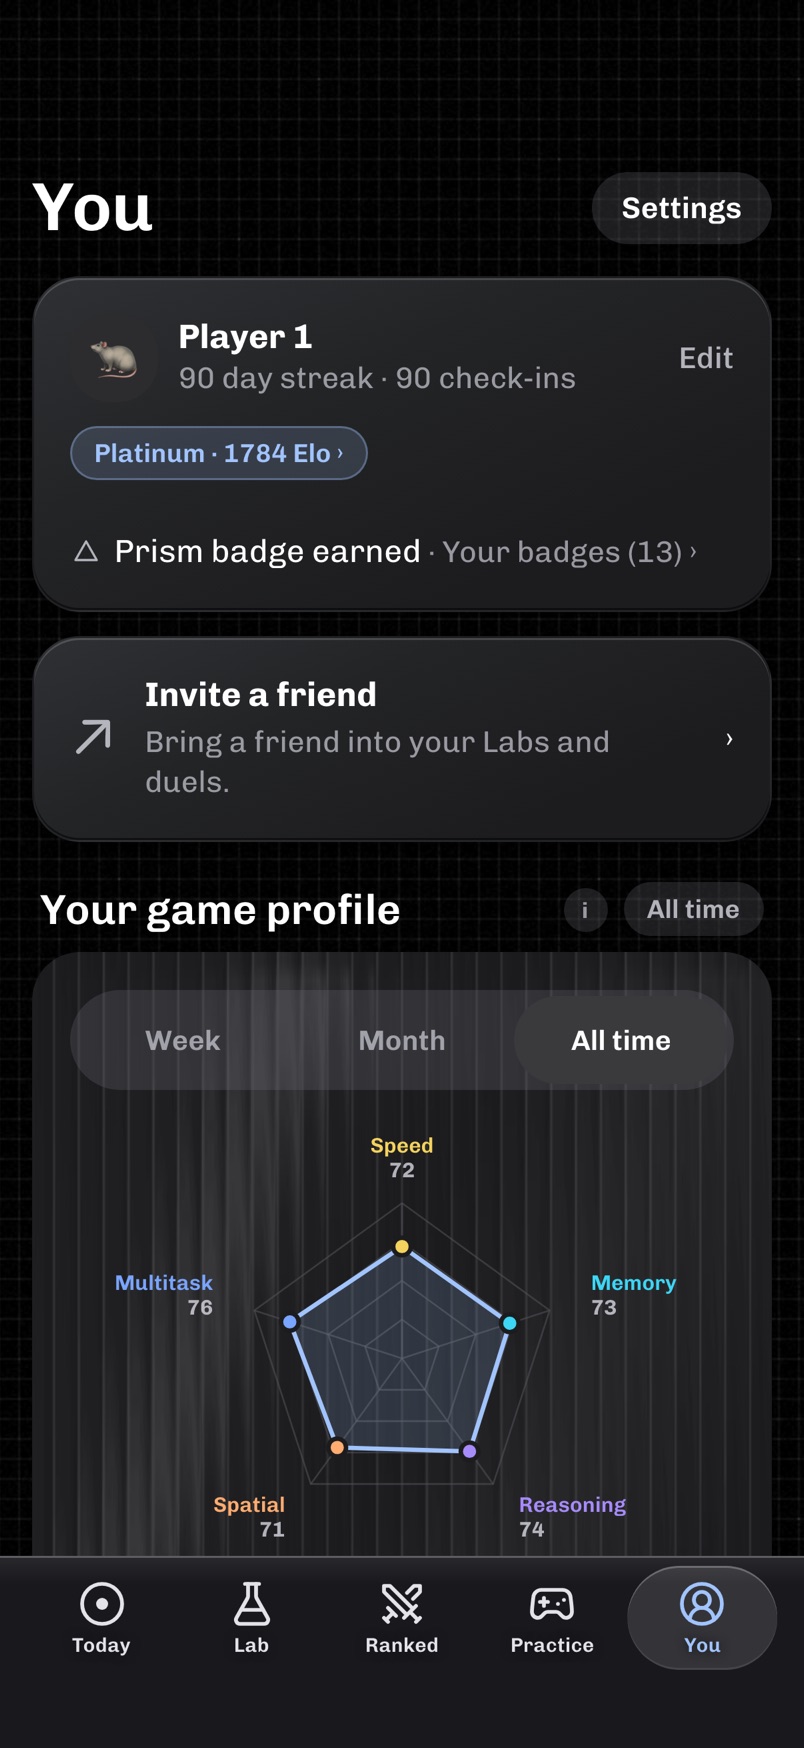 You
Settings
Player 1
90 day streak · 90 check-ins
Edit
Platinum · 1784 Elo ›
Prism badge earned · Your badges (13) ›
Invite a friend
Bring a friend into your Labs and
duels.
›
Your game profile
i
All time
Week
Month
All time
Speed
72
Multitask
76
Memory
73
Spatial
71
Reasoning
74
Today
Lab
Ranked
Practice
You